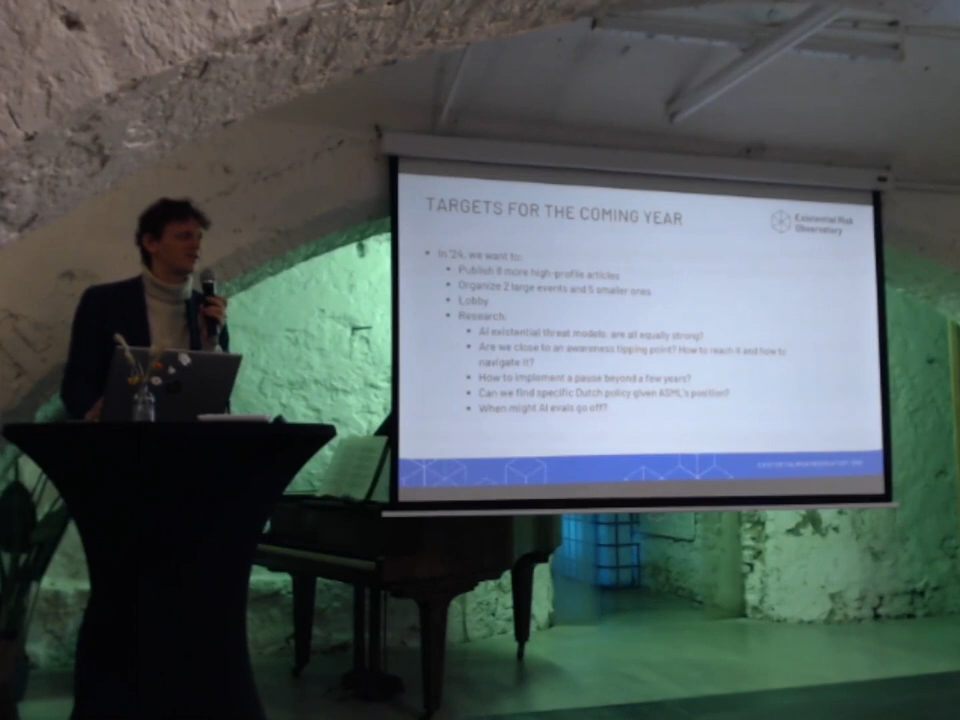 TARGETS FOR THE COMING YEAR
Existential Risk
Observatory
In '24, we want to:
Publish 8 more high-profile articles
Organize 2 large events and 5 smaller ones
Lobby
Research:
AI existential threat models: are all equally strong?
Are we close to an awareness tipping point? How to reach it and how to
navigate it?
How to implement a pause beyond a few years?
Can we find specific Dutch policy given ASML's position?
When might AI evals go off?